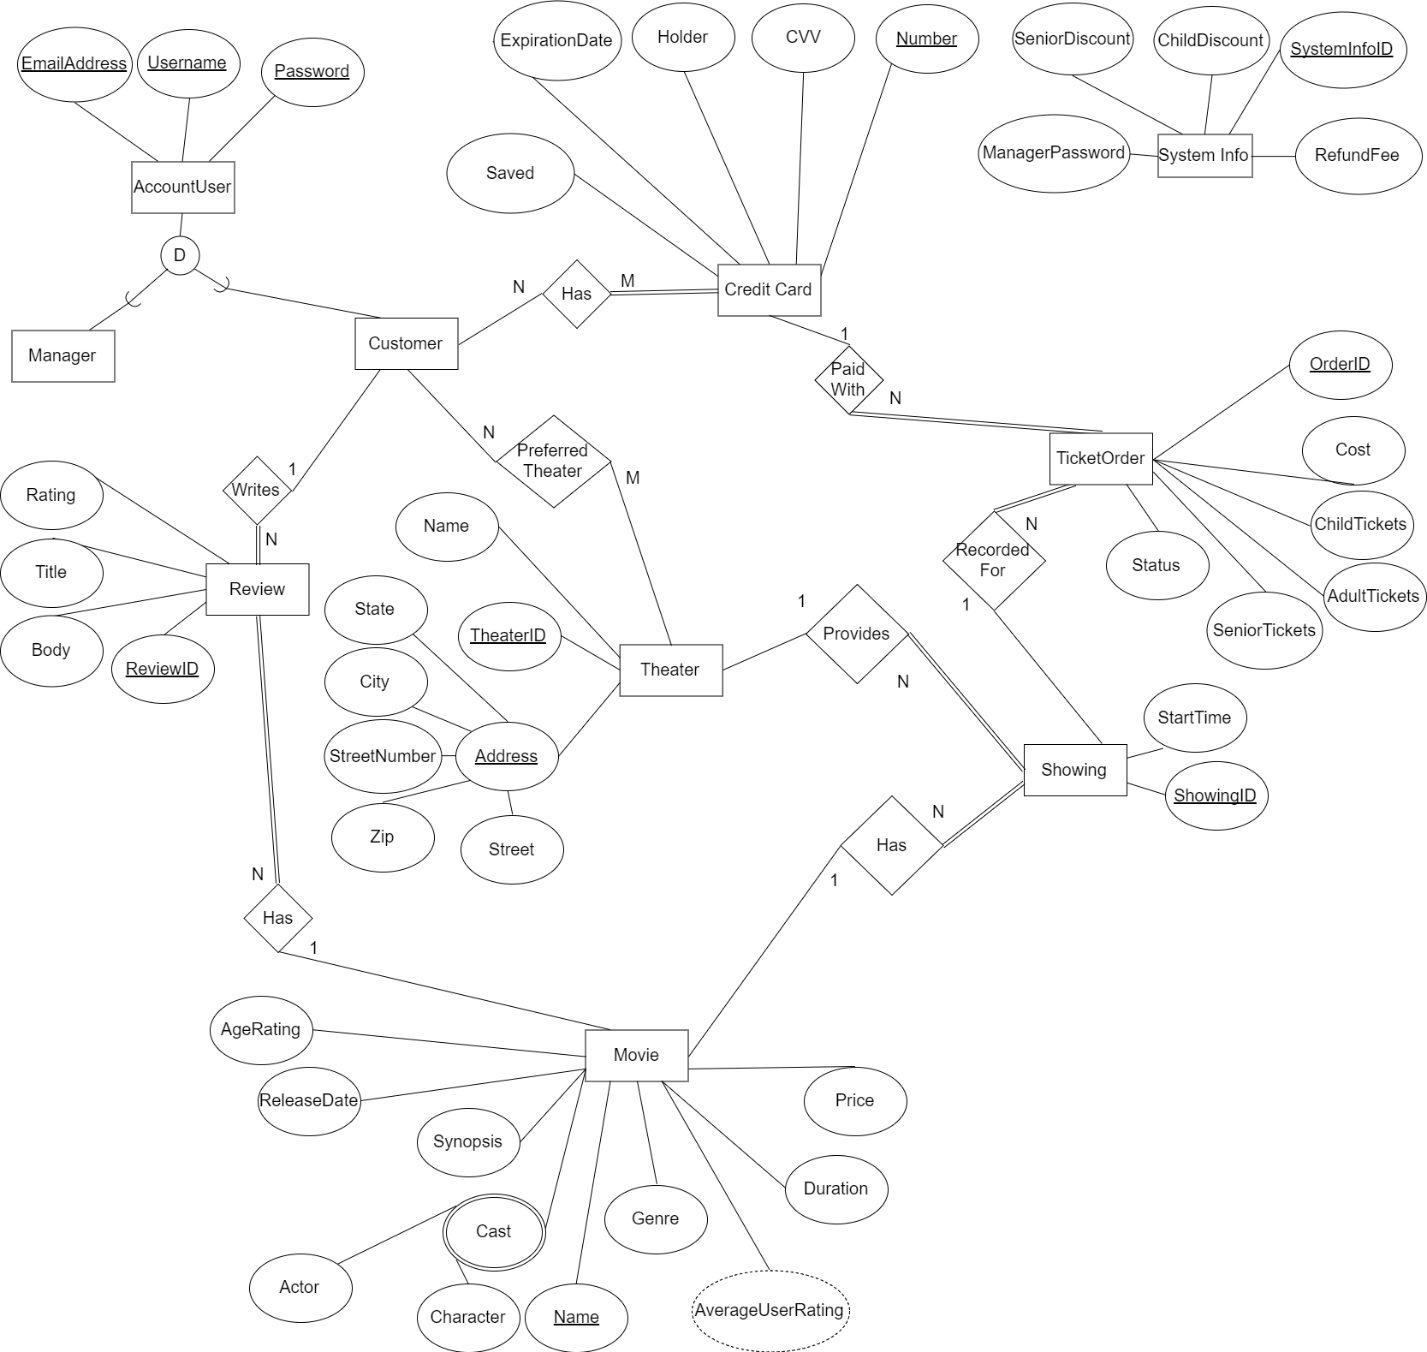 ExpirationDate
Holder
CVV
Number
SeniorDiscount
ChildDiscount
SystemInfoID
EmailAddress
Username
Password
ManagerPassword
System Info
RefundFee
Saved
AccountUser
D
N
Has
M
Credit Card
Manager
Customer
1
Paid
With
N
OrderID
TicketOrder
Cost
N
Preferred
Theater
M
1
Writes
N
Rating
Name
Recorded
For
N
1
Status
ChildTickets
AdultTickets
SeniorTickets
Title
Review
Body
ReviewID
State
TheaterID
City
Theater
1
Provides
N
StreetNumber
Address
Zip
Street
StartTime
Showing
ShowingID
N
Has
1
N
Has
1
AgeRating
Movie
ReleaseDate
Price
Synopsis
Duration
Cast
Genre
Actor
Character
Name
AverageUserRating